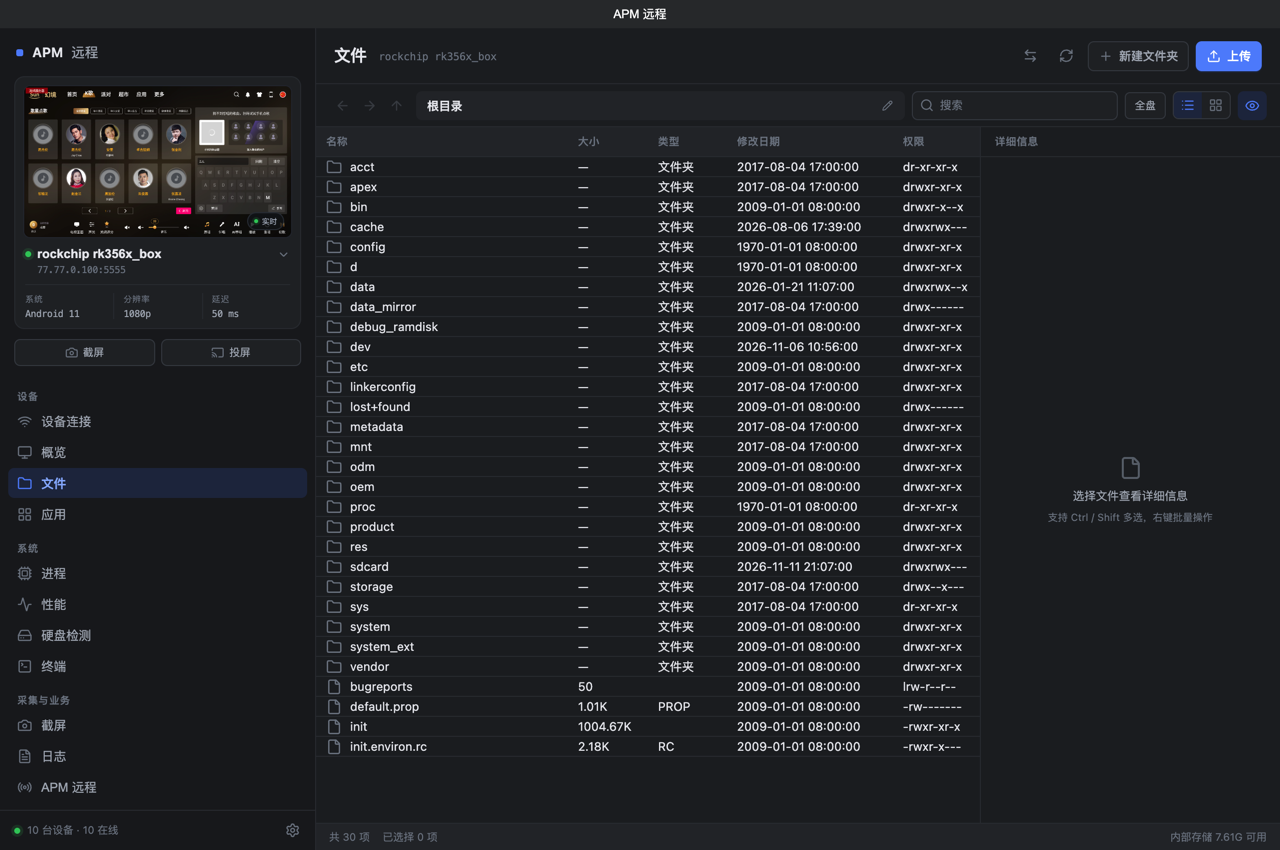 APM 远程
APM 远程
首页 派对 超市 应用 更多
实时
rockchip rk356x_box
77.77.0.100:5555
系统 分辨率 延迟
Android 11 1080p 50 ms
截屏 投屏
设备
设备连接
概览
文件
应用
系统
进程
性能
硬盘检测
终端
采集与业务
截屏
日志
APM 远程
10 台设备 · 10 在线
文件 rockchip rk356x_box
新建文件夹 上传
根目录 搜索 全盘
名称 大小 类型 修改日期 权限 详细信息
acct — 文件夹 2017-08-04 17:00:00 dr-xr-xr-x
apex — 文件夹 2017-08-04 17:00:00 drwxr-xr-x
bin — 文件夹 2009-01-01 08:00:00 drwxr-x--x
cache — 文件夹 2026-08-06 17:39:00 drwxrwx---
config — 文件夹 1970-01-01 08:00:00 drwxr-xr-x
d — 文件夹 1970-01-01 08:00:00 drwxr-xr-x
data — 文件夹 2026-01-21 11:07:00 drwxrwx--x
data_mirror — 文件夹 2017-08-04 17:00:00 drwx------
debug_ramdisk — 文件夹 2009-01-01 08:00:00 drwxr-xr-x
dev — 文件夹 2026-11-06 10:56:00 drwxr-xr-x
etc — 文件夹 2009-01-01 08:00:00 drwxr-xr-x
linkerconfig — 文件夹 2017-08-04 17:00:00 drwxr-xr-x
lost+found — 文件夹 2009-01-01 08:00:00 drwx------
metadata — 文件夹 2017-08-04 17:00:00 drwxr-xr-x
mnt — 文件夹 2017-08-04 17:00:00 drwxr-xr-x
odm — 文件夹 2009-01-01 08:00:00 drwxr-xr-x
oem — 文件夹 2009-01-01 08:00:00 drwxr-xr-x
proc — 文件夹 1970-01-01 08:00:00 dr-xr-xr-x
product — 文件夹 2009-01-01 08:00:00 drwxr-xr-x
res — 文件夹 2009-01-01 08:00:00 drwxr-xr-x
sdcard — 文件夹 2026-11-11 21:07:00 drwxrwx---
storage — 文件夹 2017-08-04 17:00:00 drwx--x---
sys — 文件夹 2017-08-04 17:00:00 dr-xr-xr-x
system — 文件夹 2009-01-01 08:00:00 drwxr-xr-x
system_ext — 文件夹 2009-01-01 08:00:00 drwxr-xr-x
vendor — 文件夹 2009-01-01 08:00:00 drwxr-xr-x
bugreports 50 2009-01-01 08:00:00 lrw-r--r--
default.prop 1.01K PROP 2009-01-01 08:00:00 -rw-------
init 1004.67K 2009-01-01 08:00:00 -rwxr-xr-x
init.environ.rc 2.18K RC 2009-01-01 08:00:00 -rwxr-x---
选择文件查看详细信息
支持 Ctrl / Shift 多选，右键批量操作
共 30 项 已选择 0 项 内部存储 7.61G 可用